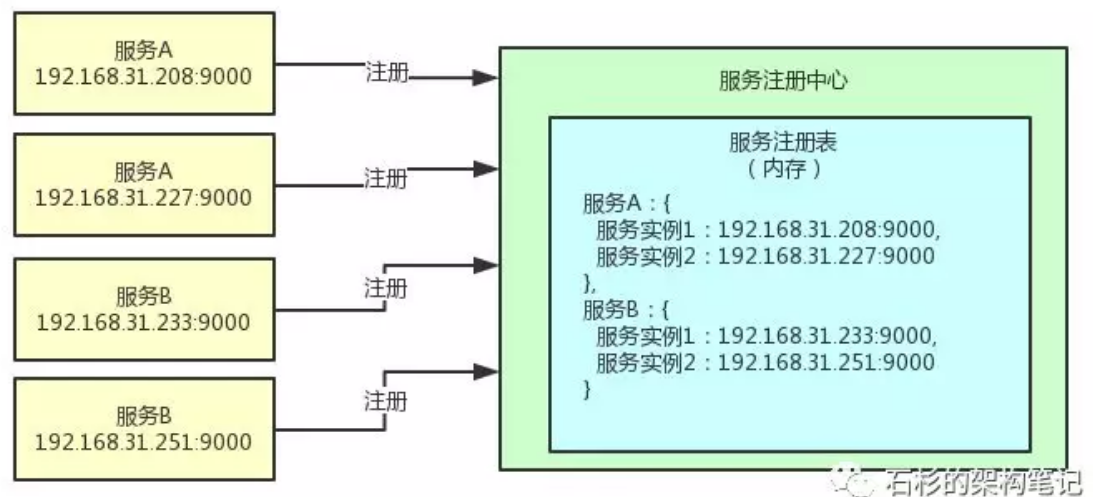 服务A
192.168.31.208:9000
注册
服务A
192.168.31.227:9000
注册
服务B
192.168.31.233:9000
注册
服务B
192.168.31.251:9000
注册
服务注册中心
服务注册表
（内存）
服务A：{
服务实例1：192.168.31.208:9000,
服务实例2：192.168.31.227:9000
},
服务B：{
服务实例1：192.168.31.233:9000,
服务实例2：192.168.31.251:9000
}
石杉的架构笔记